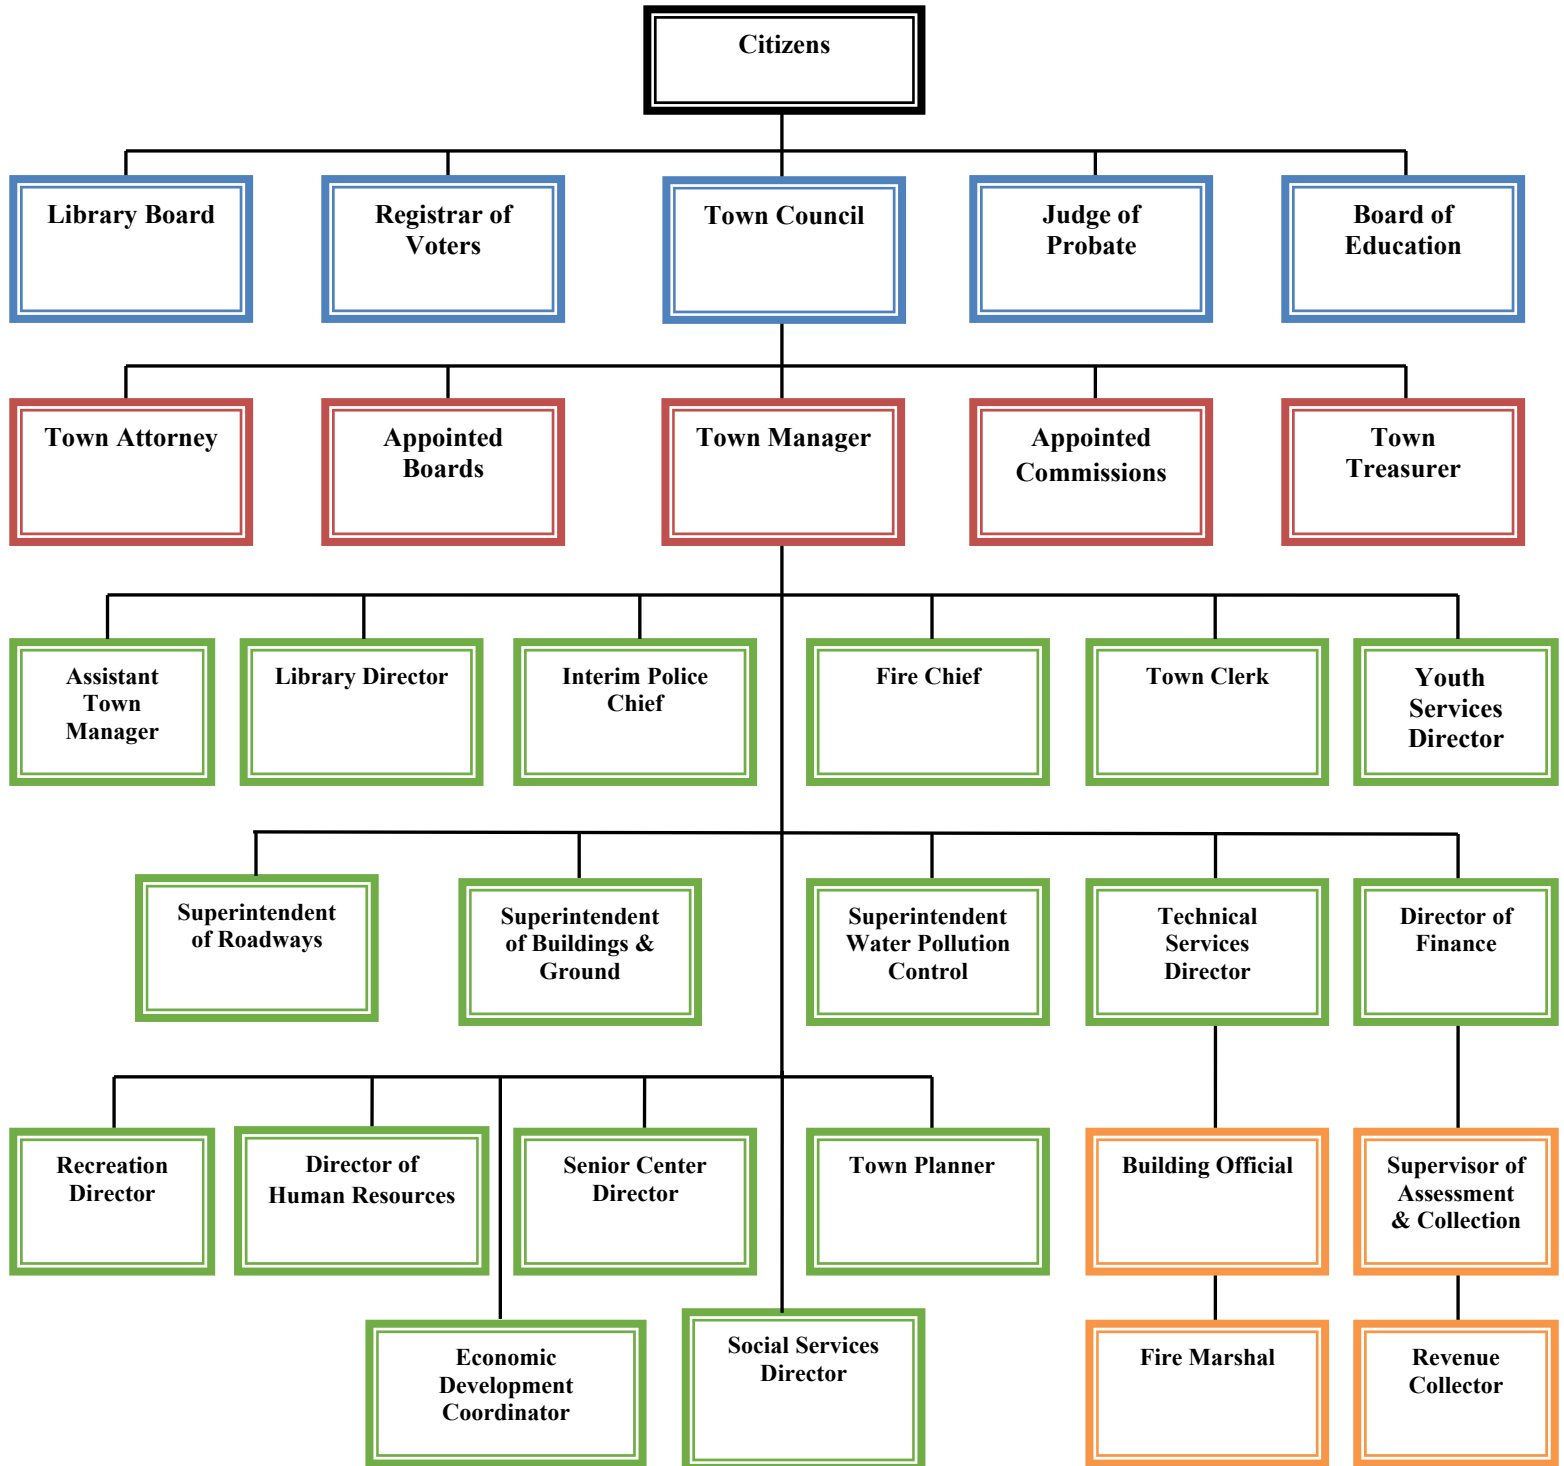 Citizens
Library Board
Registrar of
Voters
Town Council
Judge of
Probate
Board of
Education
Town Attorney
Appointed
Boards
Town Manager
Appointed
Commissions
Town
Treasurer
Assistant
Town
Manager
Library Director
Interim Police
Chief
Fire Chief
Town Clerk
Youth
Services
Director
Superintendent
of Roadways
Superintendent
of Buildings &
Ground
Superintendent
Water Pollution
Control
Technical
Services
Director
Director of
Finance
Recreation
Director
Director of
Human Resources
Senior Center
Director
Town Planner
Building Official
Supervisor of
Assessment
& Collection
Economic
Development
Coordinator
Social Services
Director
Fire Marshal
Revenue
Collector